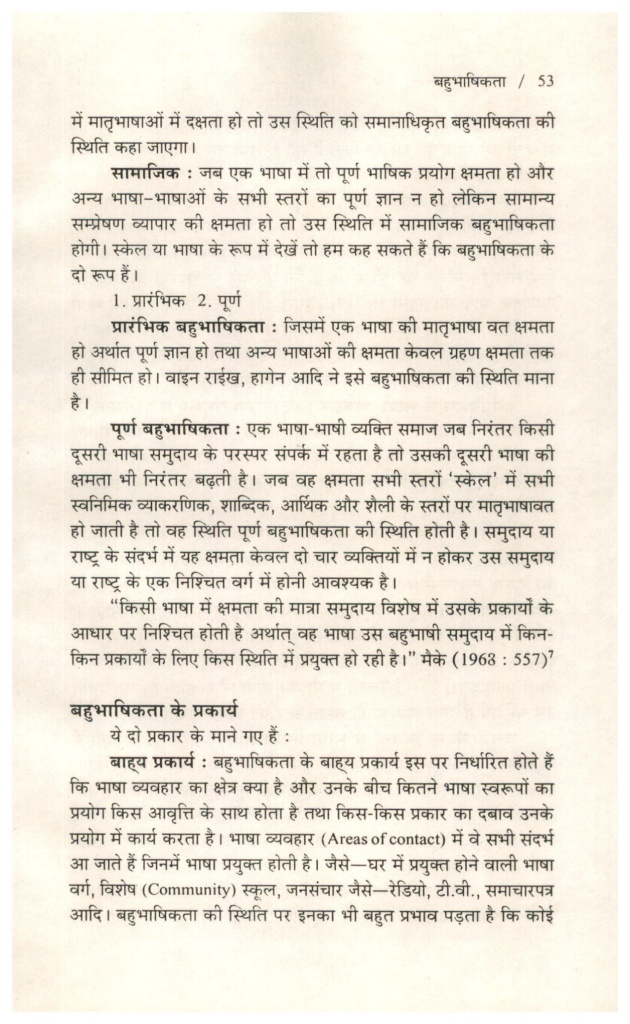 बहुभाषिकता / 53
में मातृभाषाओं में दक्षता हो तो उस स्थिति को समानाधिकृत बहुभाषिकता की
स्थिति कहा जाएगा।
सामाजिक : जब एक भाषा में तो पूर्ण भाषिक प्रयोग क्षमता हो और
अन्य भाषा–भाषाओं के सभी स्तरों का पूर्ण ज्ञान न हो लेकिन सामान्य
सम्प्रेषण व्यापार की क्षमता हो तो उस स्थिति में सामाजिक बहुभाषिकता
होगी। स्केल या भाषा के रूप में देखें तो हम कह सकते हैं कि बहुभाषिकता के
दो रूप हैं।
1. प्रारंभिक 2. पूर्ण
प्रारंभिक बहुभाषिकता : जिसमें एक भाषा की मातृभाषा वत क्षमता
हो अर्थात पूर्ण ज्ञान हो तथा अन्य भाषाओं की क्षमता केवल ग्रहण क्षमता तक
ही सीमित हो। वाइन राईख, हागेन आदि ने इसे बहुभाषिकता की स्थिति माना
है।
पूर्ण बहुभाषिकता : एक भाषा-भाषी व्यक्ति समाज जब निरंतर किसी
दूसरी भाषा समुदाय के परस्पर संपर्क में रहता है तो उसकी दूसरी भाषा की
क्षमता भी निरंतर बढ़ती है। जब वह क्षमता सभी स्तरों ‘स्केल’ में सभी
स्वनिमिक व्याकरणिक, शाब्दिक, आर्थिक और शैली के स्तरों पर मातृभाषावत
हो जाती है तो वह स्थिति पूर्ण बहुभाषिकता की स्थिति होती है। समुदाय या
राष्ट्र के संदर्भ में यह क्षमता केवल दो चार व्यक्तियों में न होकर उस समुदाय
या राष्ट्र के एक निश्चित वर्ग में होनी आवश्यक है।
“किसी भाषा में क्षमता की मात्रा समुदाय विशेष में उसके प्रकार्यों के
आधार पर निश्चित होती है अर्थात् वह भाषा उस बहुभाषी समुदाय में किन-
किन प्रकार्यों के लिए किस स्थिति में प्रयुक्त हो रही है।” मैके (1963 : 557)⁷
बहुभाषिकता के प्रकार्य
ये दो प्रकार के माने गए हैं :
बाह्य प्रकार्य : बहुभाषिकता के बाह्य प्रकार्य इस पर निर्धारित होते हैं
कि भाषा व्यवहार का क्षेत्र क्या है और उनके बीच कितने भाषा स्वरूपों का
प्रयोग किस आवृत्ति के साथ होता है तथा किस-किस प्रकार का दबाव उनके
प्रयोग में कार्य करता है। भाषा व्यवहार (Areas of contact) में वे सभी संदर्भ
आ जाते हैं जिनमें भाषा प्रयुक्त होती है। जैसे—घर में प्रयुक्त होने वाली भाषा
वर्ग, विशेष (Community) स्कूल, जनसंचार जैसे—रेडियो, टी.वी., समाचारपत्र
आदि। बहुभाषिकता की स्थिति पर इनका भी बहुत प्रभाव पड़ता है कि कोई